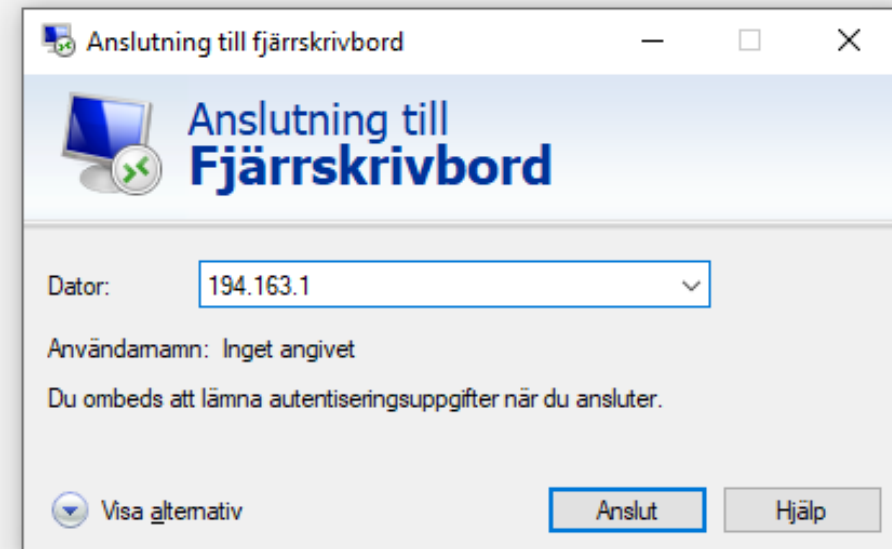 Anslutning till fjärrskrivbord
Anslutning till
Fjärrskrivbord
Dator: 194.163.1
Användarnamn: Inget angivet
Du ombeds att lämna autentiseringsuppgifter när du ansluter.
Visa alternativ Anslut Hjälp